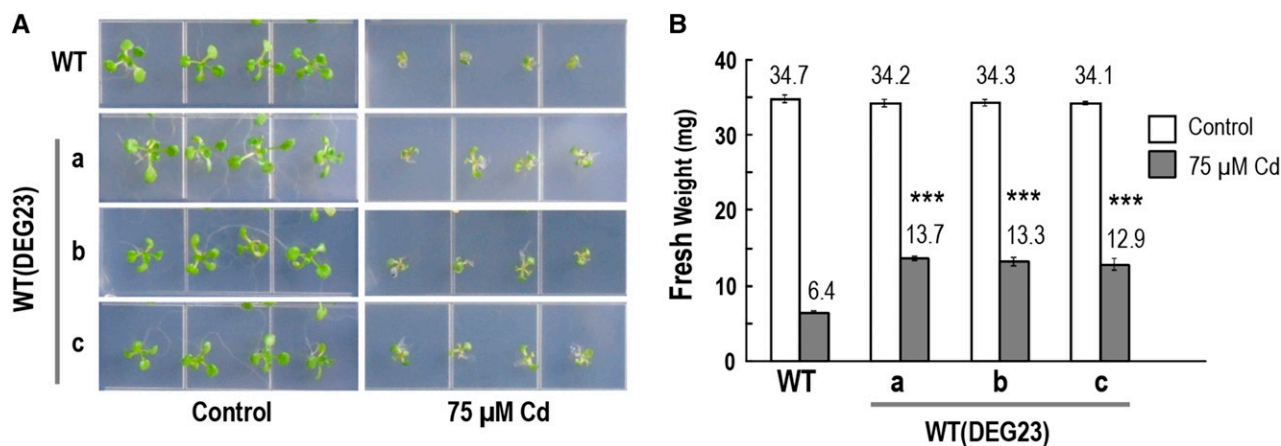 A
WT
a
b
c
WT(DEG23)
Control
75 µM Cd
B
Fresh Weight (mg)
40
30
20
10
0
34.7
34.2
34.3
34.1
***
***
***
6.4
13.7
13.3
12.9
Control
75 µM Cd
WT
a
b
c
WT(DEG23)